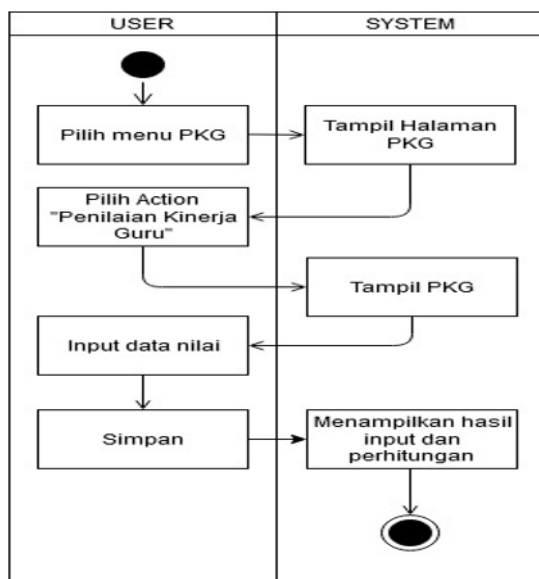 USER
SYSTEM
Pilih menu PKG
Tampil Halaman
PKG
Pilih Action
"Penilaian Kinerja
Guru"
Tampil PKG
Input data nilai
Simpan
Menampilkan hasil
input dan
perhitungan